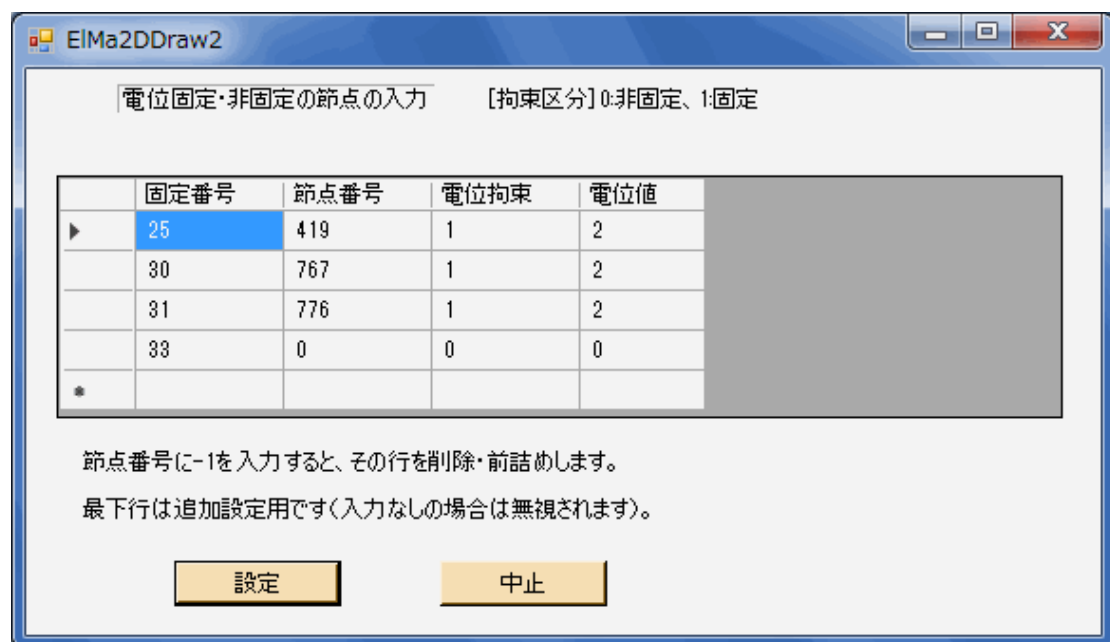 ElMa2DDraw2
電位固定・非固定の節点の入力 [拘束区分] 0:非固定、1:固定
固定番号 節点番号 電位拘束 電位値
25 419 1 2
30 767 1 2
31 776 1 2
33 0 0 0
節点番号に-1を入力すると、その行を削除・前詰めします。
最下行は追加設定用です(入力なしの場合は無視されます)。
設定 中止